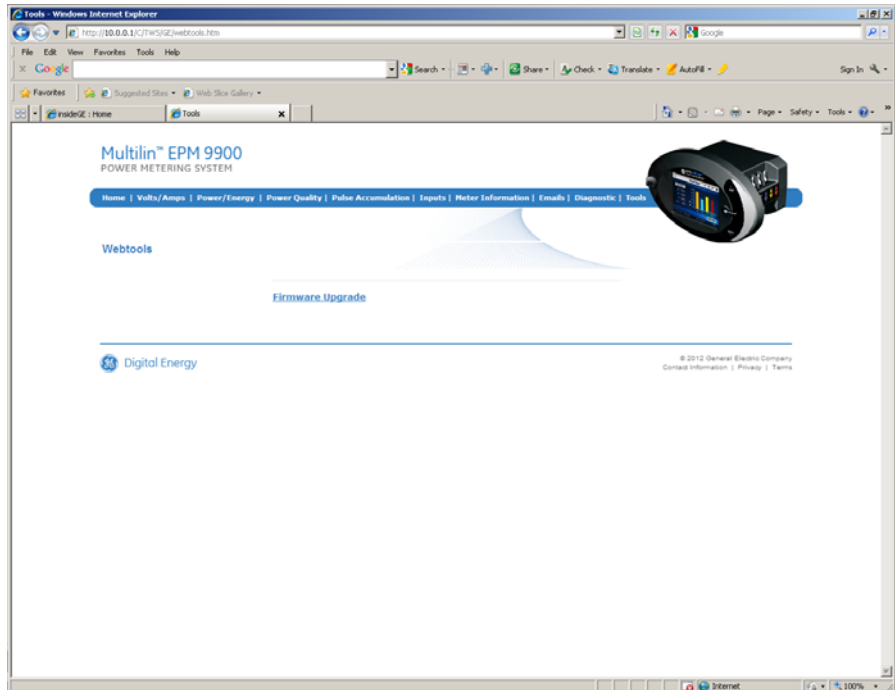 Tools - Windows Internet Explorer
http://10.0.0.1/C/TWS/GE/webtools.htm
Google
File Edit View Favorites Tools Help
x Google Search Share Check Translate AutoFill Sign In
Favorites Suggested Sites Web Slice Gallery
insideGE : Home Tools x Page Safety Tools »
Multilin™ EPM 9900
POWER METERING SYSTEM
Home | Volts/Amps | Power/Energy | Power Quality | Pulse Accumulation | Inputs | Meter Information | Emails | Diagnostic | Tools
Webtools
Firmware Upgrade
GE Digital Energy
© 2012 General Electric Company
Contact Information | Privacy | Terms
Internet 100%